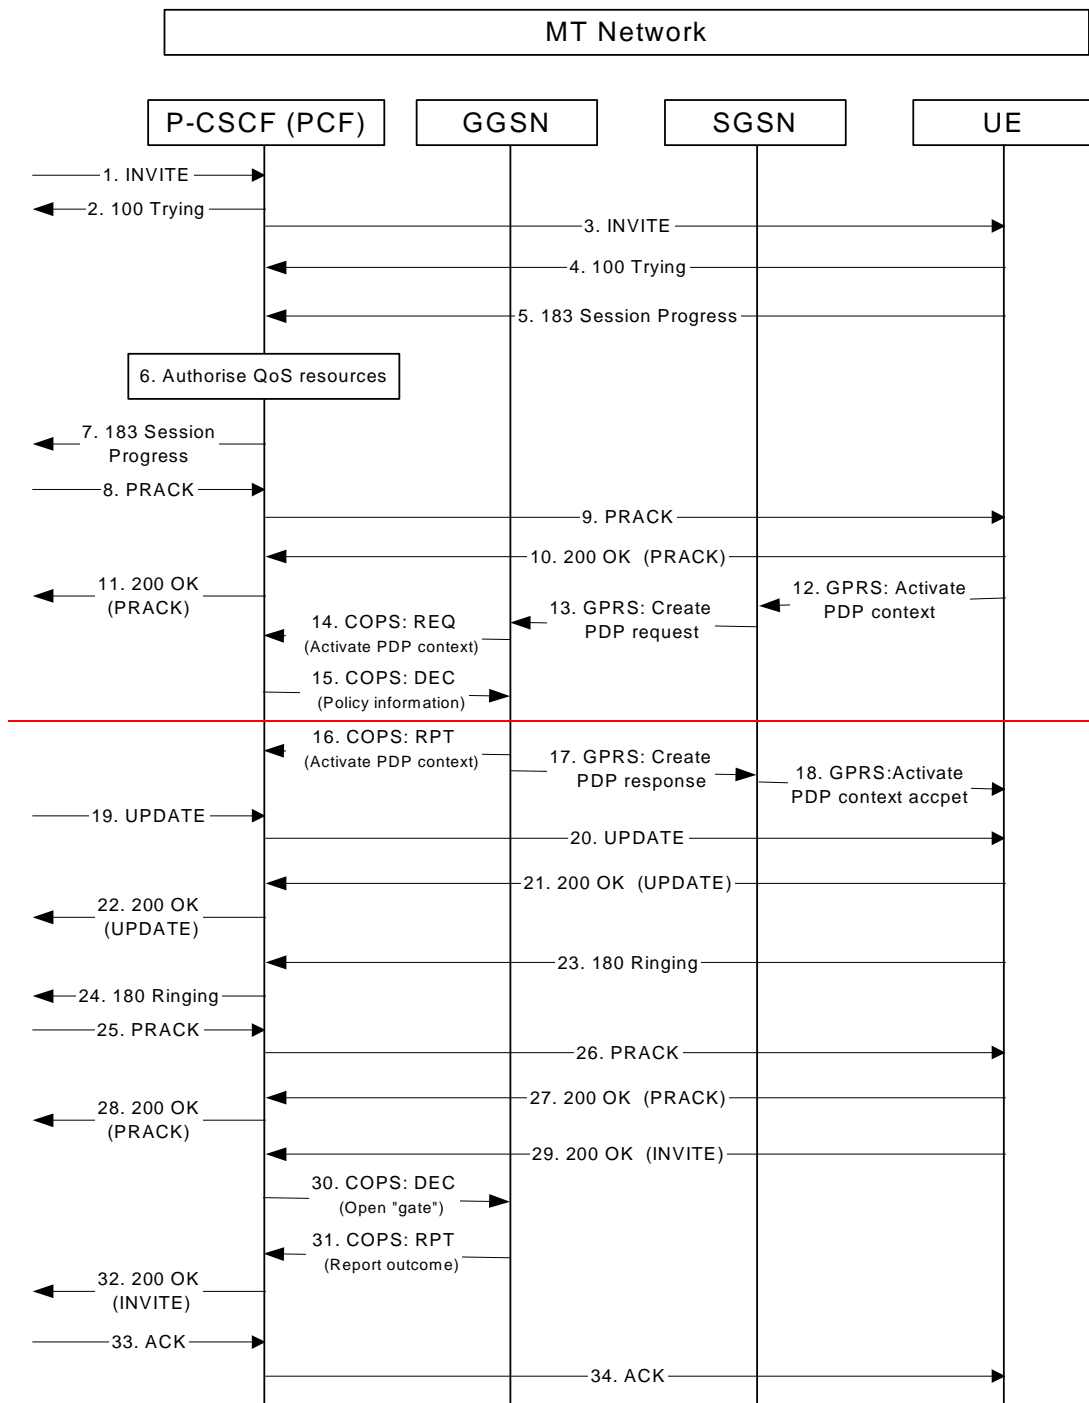 MT Network
P-CSCF (PCF)
GGSN
SGSN
UE
1. INVITE
2. 100 Trying
3. INVITE
4. 100 Trying
5. 183 Session Progress
6. Authorise QoS resources
7. 183 Session
Progress
8. PRACK
9. PRACK
10. 200 OK (PRACK)
11. 200 OK
(PRACK)
12. GPRS: Activate
PDP context
13. GPRS: Create
PDP request
14. COPS: REQ
(Activate PDP context)
15. COPS: DEC
(Policy information)
16. COPS: RPT
(Activate PDP context)
17. GPRS: Create
PDP response
18. GPRS:Activate
PDP context accpet
19. UPDATE
20. UPDATE
21. 200 OK (UPDATE)
22. 200 OK
(UPDATE)
23. 180 Ringing
24. 180 Ringing
25. PRACK
26. PRACK
27. 200 OK (PRACK)
28. 200 OK
(PRACK)
29. 200 OK (INVITE)
30. COPS: DEC
(Open "gate")
31. COPS: RPT
(Report outcome)
32. 200 OK
(INVITE)
33. ACK
34. ACK